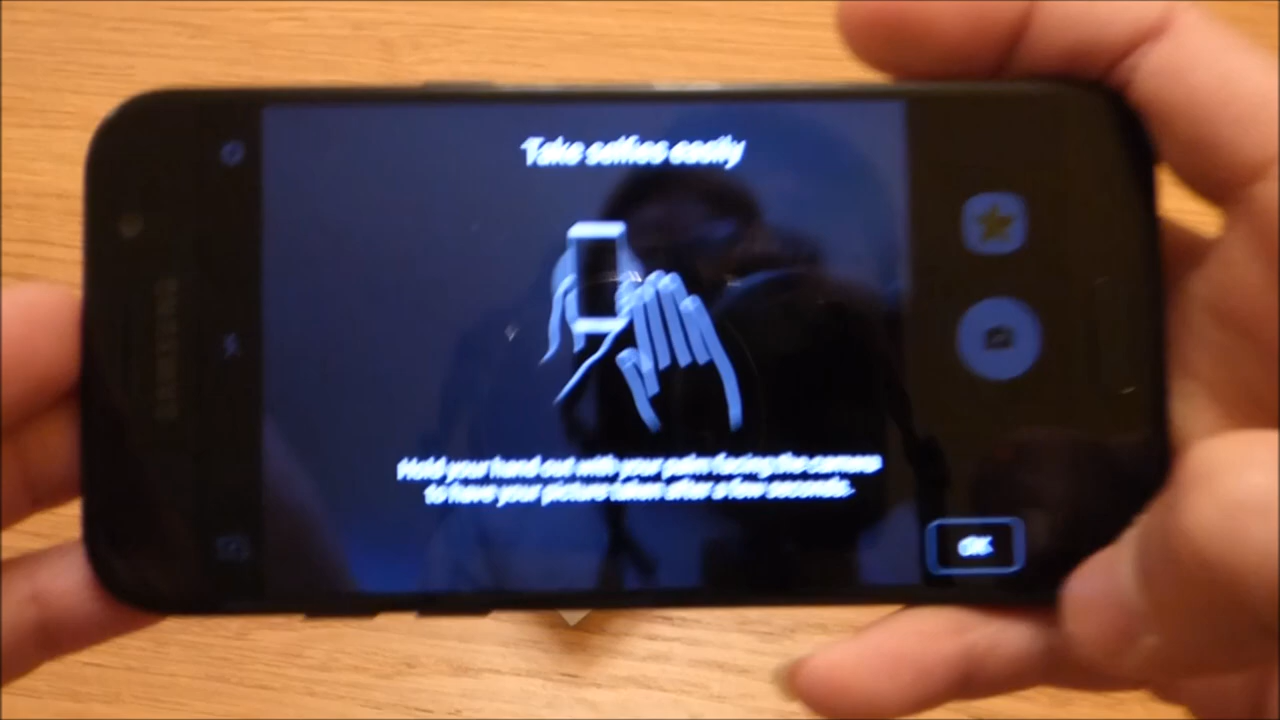 Take selfies easily
Hold your hand out with your palm facing the camera
to have your picture taken after a few seconds.
OK
SAMSUNG